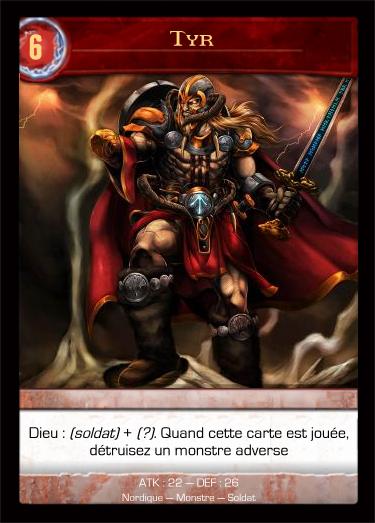 6
Tyr
Dieu : (soldat) + (?). Quand cette carte est jouée,
détruisez un monstre adverse
ATK : 22 — DEF : 26
Nordique — Monstre — Soldat